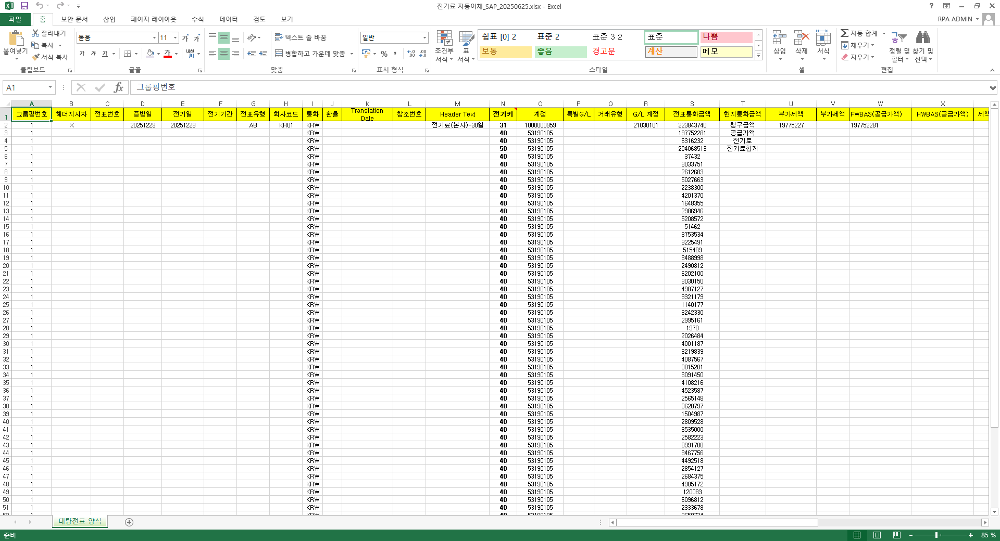 전기료 자동이체_SAP_20250625.xlsx - Excel
파일 홈 보안 문서 삽입 페이지 레이아웃 수식 데이터 검토 보기 RPA ADMIN
붙여넣기 잘라내기 복사 서식 복사 클립보드
돋움 11 가 가 가 가 가 가 내천 글꼴
텍스트 줄 바꿈 병합하고 가운데 맞춤 맞춤
일반 % 표시 형식
조건부 서식 표 서식 쉼표 [0] 2 표준 2 표준 3 2 표준 나쁨
보통 좋음 경고문 계산 메모 스타일
삽입 삭제 서식 셀
자동 합계 채우기 지우기 정렬 및 필터 찾기 및 선택 편집
A1 fx 그룹핑번호
A B C D E F G H I J K L M N O P Q R S T U V W X
1 그룹핑번호 헤더지시자 전표번호 증빙일 전기일 전기기간 전표유형 회사코드 통화 환율 Translation Date 참조번호 Header Text 전기키 계정 특별G/L 거래유형 G/L 계정 전표통화금액 현지통화금액 부가세액 부가세액 FWBAS(공급가액) HWBAS(공급가액) 세액
2 1 X 20251229 20251229 AB KR01 KRW 전기료(본사)-30일 31 1000000959 21030101 223843740 청구금액 19775227 197752281
3 1 KRW 40 53190105 197752281 공급가액
4 1 KRW 40 53190105 6316232 전기료
5 1 KRW 50 53190105 204068513 전기료합계
6 1 KRW 40 53190105 37432
7 1 KRW 40 53190105 3033751
8 1 KRW 40 53190105 2612683
9 1 KRW 40 53190105 5027663
10 1 KRW 40 53190105 2238300
11 1 KRW 40 53190105 4201370
12 1 KRW 40 53190105 1648355
13 1 KRW 40 53190105 2986946
14 1 KRW 40 53190105 5208572
15 1 KRW 40 53190105 51462
16 1 KRW 40 53190105 3753534
17 1 KRW 40 53190105 3225491
18 1 KRW 40 53190105 515489
19 1 KRW 40 53190105 3488998
20 1 KRW 40 53190105 2490812
21 1 KRW 40 53190105 6202100
22 1 KRW 40 53190105 3030150
23 1 KRW 40 53190105 4987127
24 1 KRW 40 53190105 3321179
25 1 KRW 40 53190105 1140177
26 1 KRW 40 53190105 3242330
27 1 KRW 40 53190105 2995161
28 1 KRW 40 53190105 1978
29 1 KRW 40 53190105 2026484
30 1 KRW 40 53190105 4001187
31 1 KRW 40 53190105 3219839
32 1 KRW 40 53190105 4087567
33 1 KRW 40 53190105 3815281
34 1 KRW 40 53190105 3091450
35 1 KRW 40 53190105 4108216
36 1 KRW 40 53190105 4523587
37 1 KRW 40 53190105 2565148
38 1 KRW 40 53190105 3620797
39 1 KRW 40 53190105 1504987
40 1 KRW 40 53190105 2809528
41 1 KRW 40 53190105 3535000
42 1 KRW 40 53190105 2582223
43 1 KRW 40 53190105 8991700
44 1 KRW 40 53190105 3467756
45 1 KRW 40 53190105 4492518
46 1 KRW 40 53190105 2854127
47 1 KRW 40 53190105 2684375
48 1 KRW 40 53190105 4905172
49 1 KRW 40 53190105 120083
50 1 KRW 40 53190105 6096812
51 1 KRW 40 53190105 2333678
대량전표 양식
준비 85 %